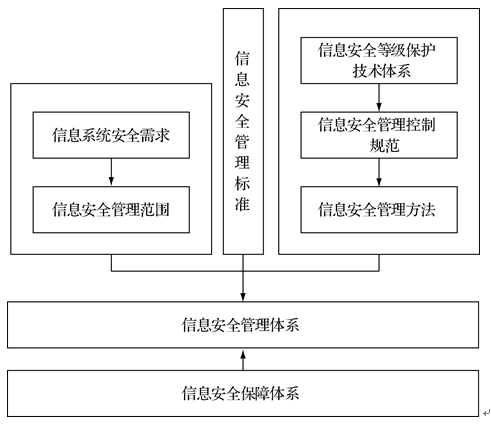 信息系统安全需求
信息安全管理范围
信息安全管理标准
信息安全等级保护
技术体系
信息安全管理控制
规范
信息安全管理方法
信息安全管理体系
信息安全保障体系